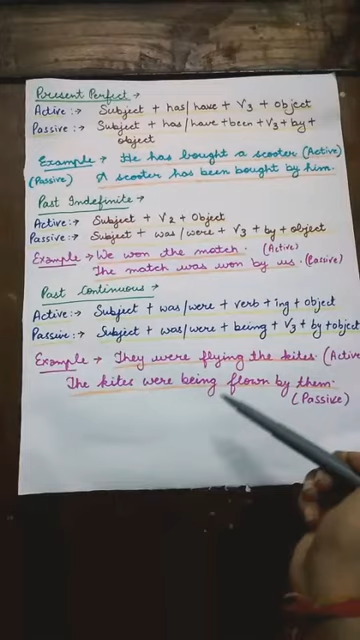 Present Perfect →
Active :→ Subject + has/have + V3 + object
Passive :→ Subject + has/have + been + V3 + by +
object
Example → He has bought a scooter (Active)
(Passive) A scooter has been bought by him.
Past Indefinite :→
Active :→ Subject + V2 + Object
Passive :→ Subject + was/were + V3 + by + object
Example → We won the match. (Active)
The match was won by us. (Passive)
Past Continuous :→
Active :→ Subject + was/were + verb + ing + object
Passive :→ Subject + was/were + being + V3 + by + object
Example → They were flying the kites. (Active
The kites were being flown by them.
(Passive)